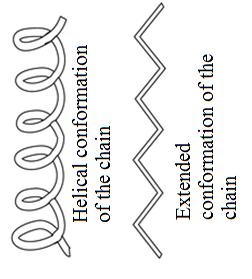 Helical conformation
of the chain
Extended
conformation of the
chain